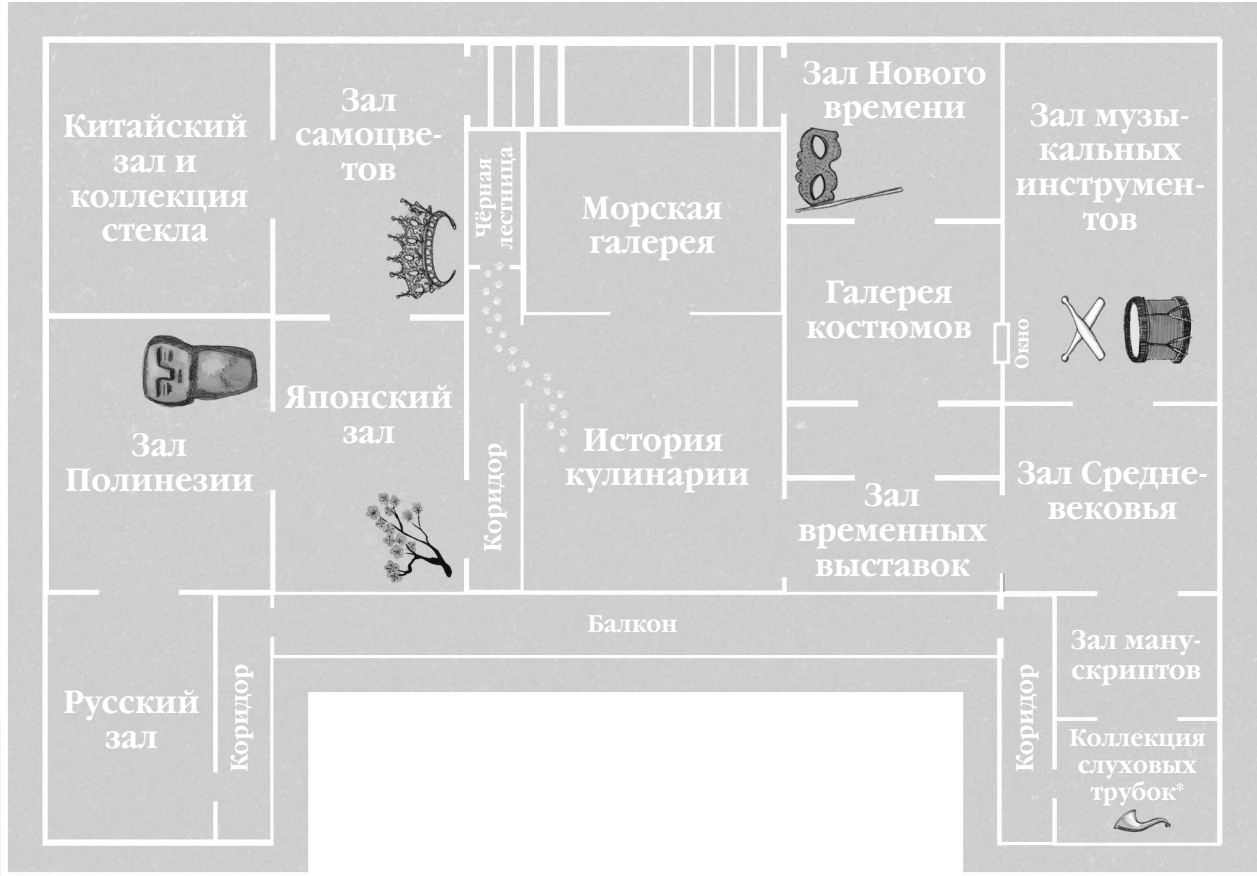 Китайский
зал и
коллекция
стекла
Зал
самоцве-
тов
Чёрная
лестница
Морская
галерея
Зал Нового
времени
Зал музы-
кальных
инструмен-
тов
Галерея
костюмов
Окно
Зал
Полинезии
Японский
зал
Коридор
История
кулинарии
Зал
временных
выставок
Зал Средне-
вековья
Балкон
Русский
зал
Коридор
Коридор
Зал ману-
скриптов
Коллекция
слуховых
трубок*